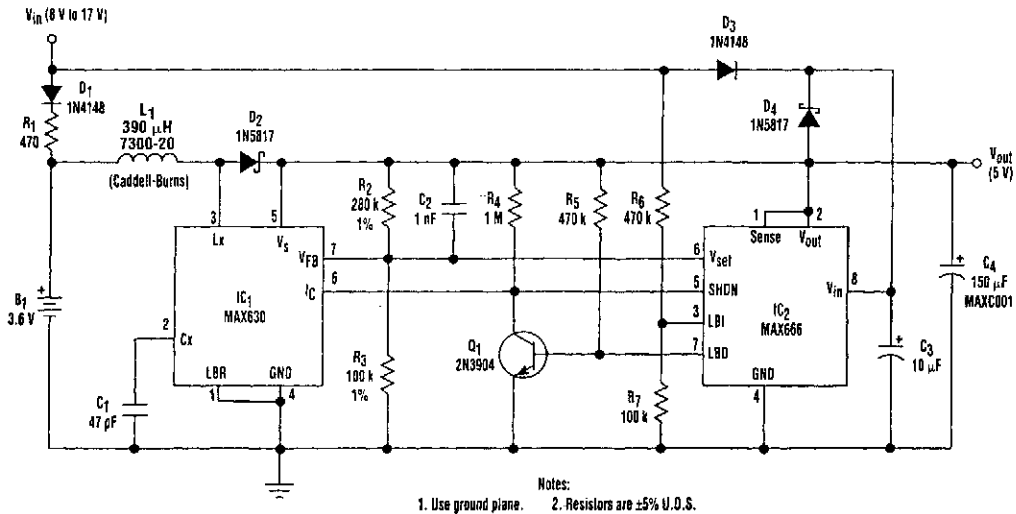 Vin (8 V to 17 V)
D1
1N4148
R1
470
L1
390 µH
7300-20
(Caddell-Burns)
D2
1N5817
D3
1N4148
D4
1N5817
Vout
(5 V)
R2
280 k
1%
C2
1 nF
R4
1 M
R5
470 k
R6
470 k
3
Lx
5
Vs
VFB
7
IC
6
IC1
MAX630
2
Cx
LBR
1
GND
4
B1
3.6 V
C1
47 pF
R3
100 k
1%
Q1
2N3904
R7
100 k
1
Sense
2
Vout
6
Vset
5
SHDN
3
LBI
7
LBO
IC2
MAX666
Vin
8
GND
4
C4
150 µF
MAXC001
C3
10 µF
Notes:
1. Use ground plane. 2. Resistors are ±5% U.O.S.